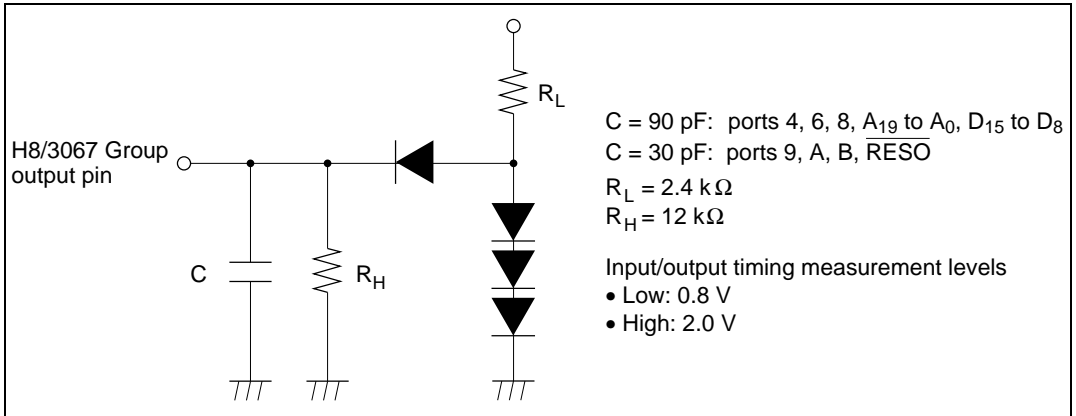 R_L
H8/3067 Group
output pin
C
R_H
C = 90 pF: ports 4, 6, 8, A₁₉ to A₀, D₁₅ to D₈
C = 30 pF: ports 9, A, B, R̅E̅S̅O̅
R_L = 2.4 kΩ
R_H = 12 kΩ
Input/output timing measurement levels
• Low: 0.8 V
• High: 2.0 V